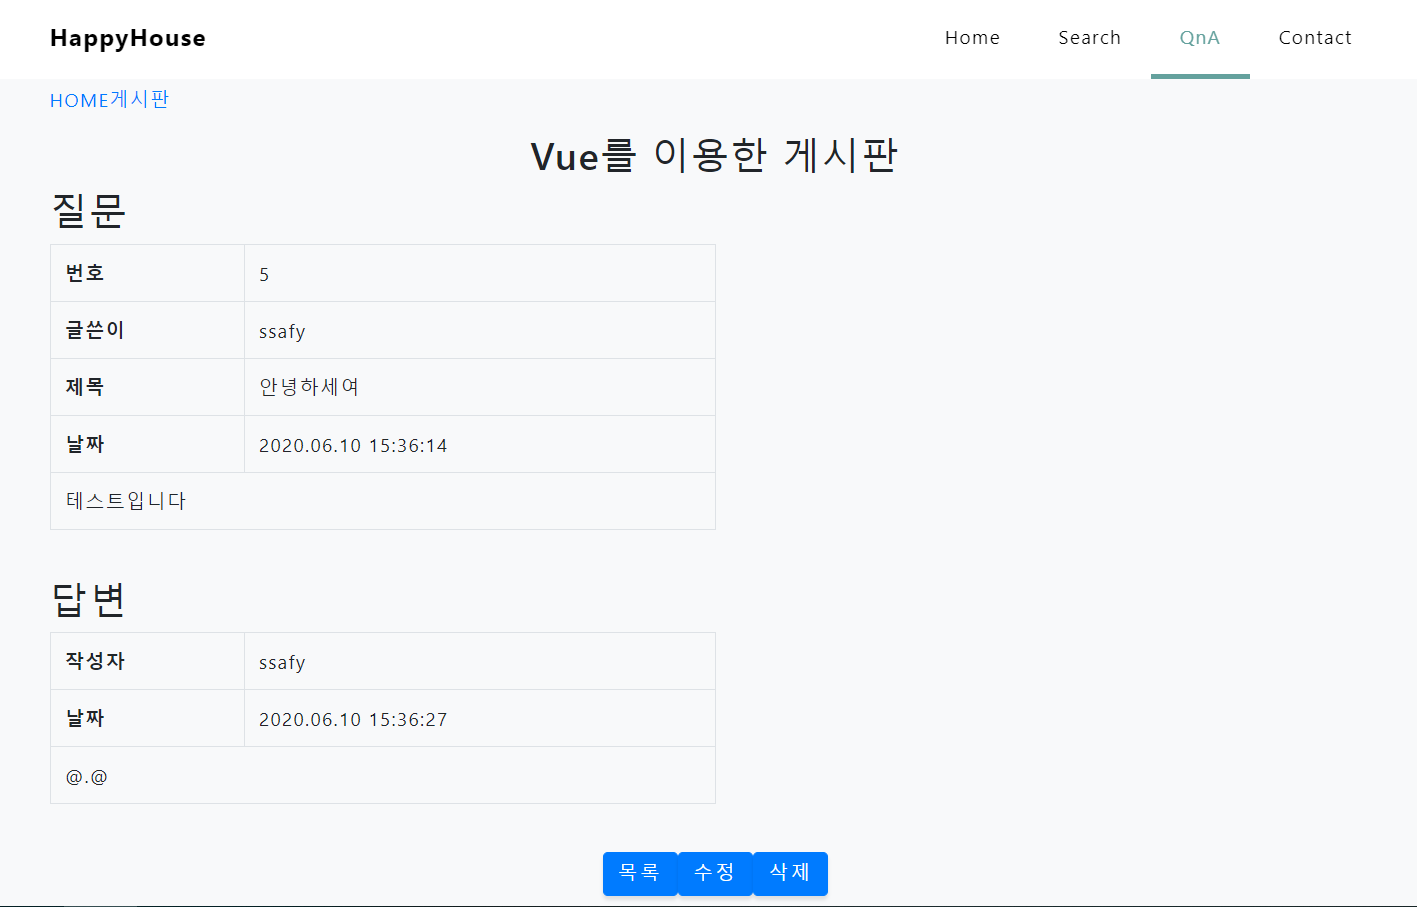 HappyHouse Home Search QnA Contact
HOME게시판
Vue를 이용한 게시판
질문
번호 5
글쓴이 ssafy
제목 안녕하세여
날짜 2020.06.10 15:36:14
테스트입니다
답변
작성자 ssafy
날짜 2020.06.10 15:36:27
@.@
목록 수정 삭제